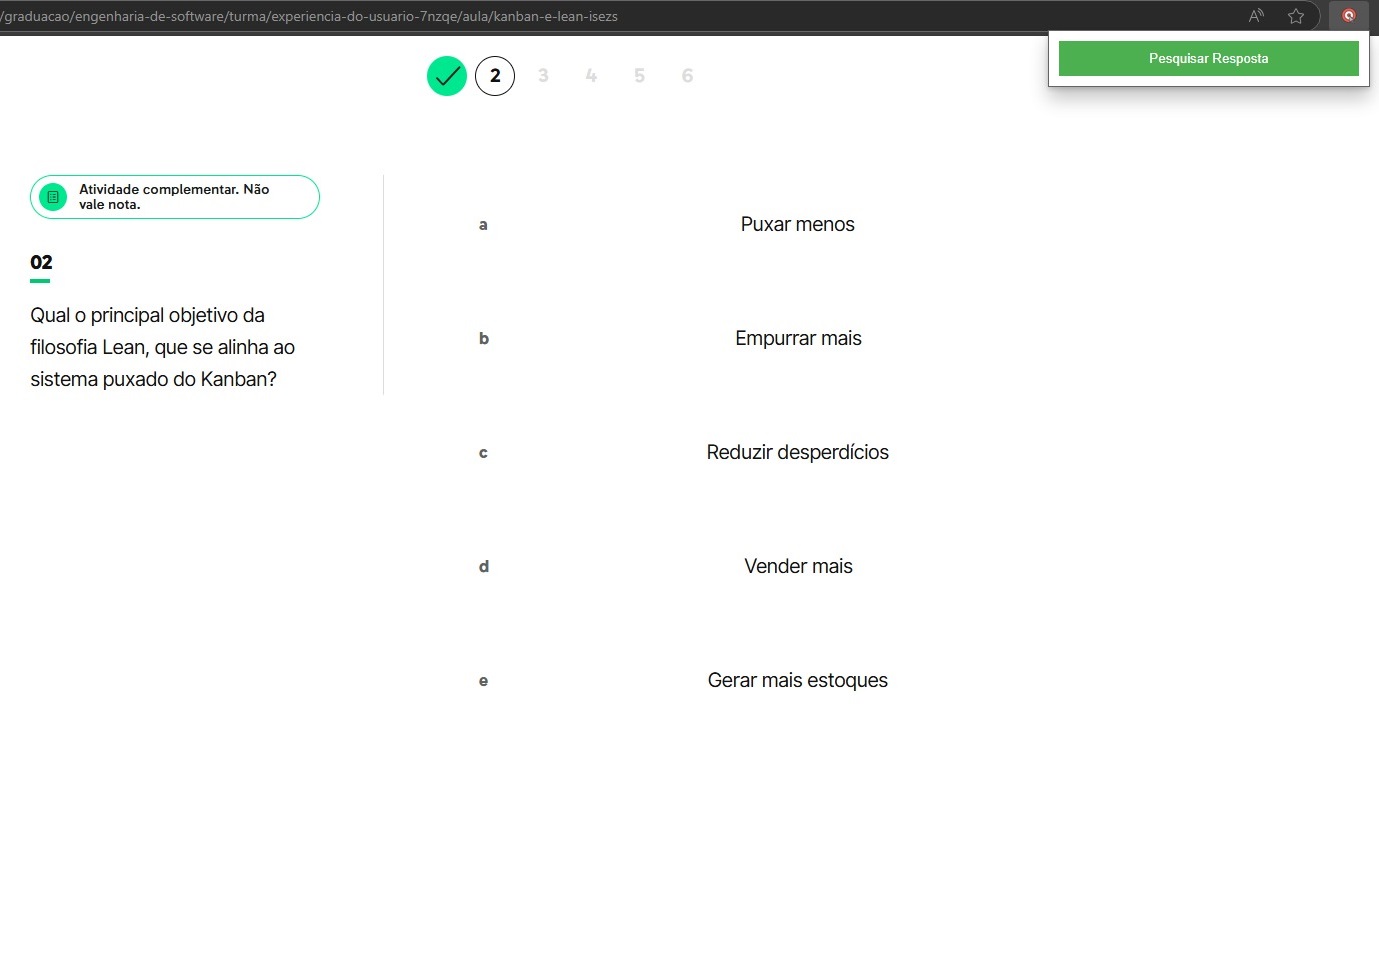 /graduacao/engenharia-de-software/turma/experiencia-do-usuario-7nzqe/aula/kanban-e-lean-isezs
Pesquisar Resposta
2 3 4 5 6
Atividade complementar. Não
vale nota.
02
Qual o principal objetivo da
filosofia Lean, que se alinha ao
sistema puxado do Kanban?
a Puxar menos
b Empurrar mais
c Reduzir desperdícios
d Vender mais
e Gerar mais estoques